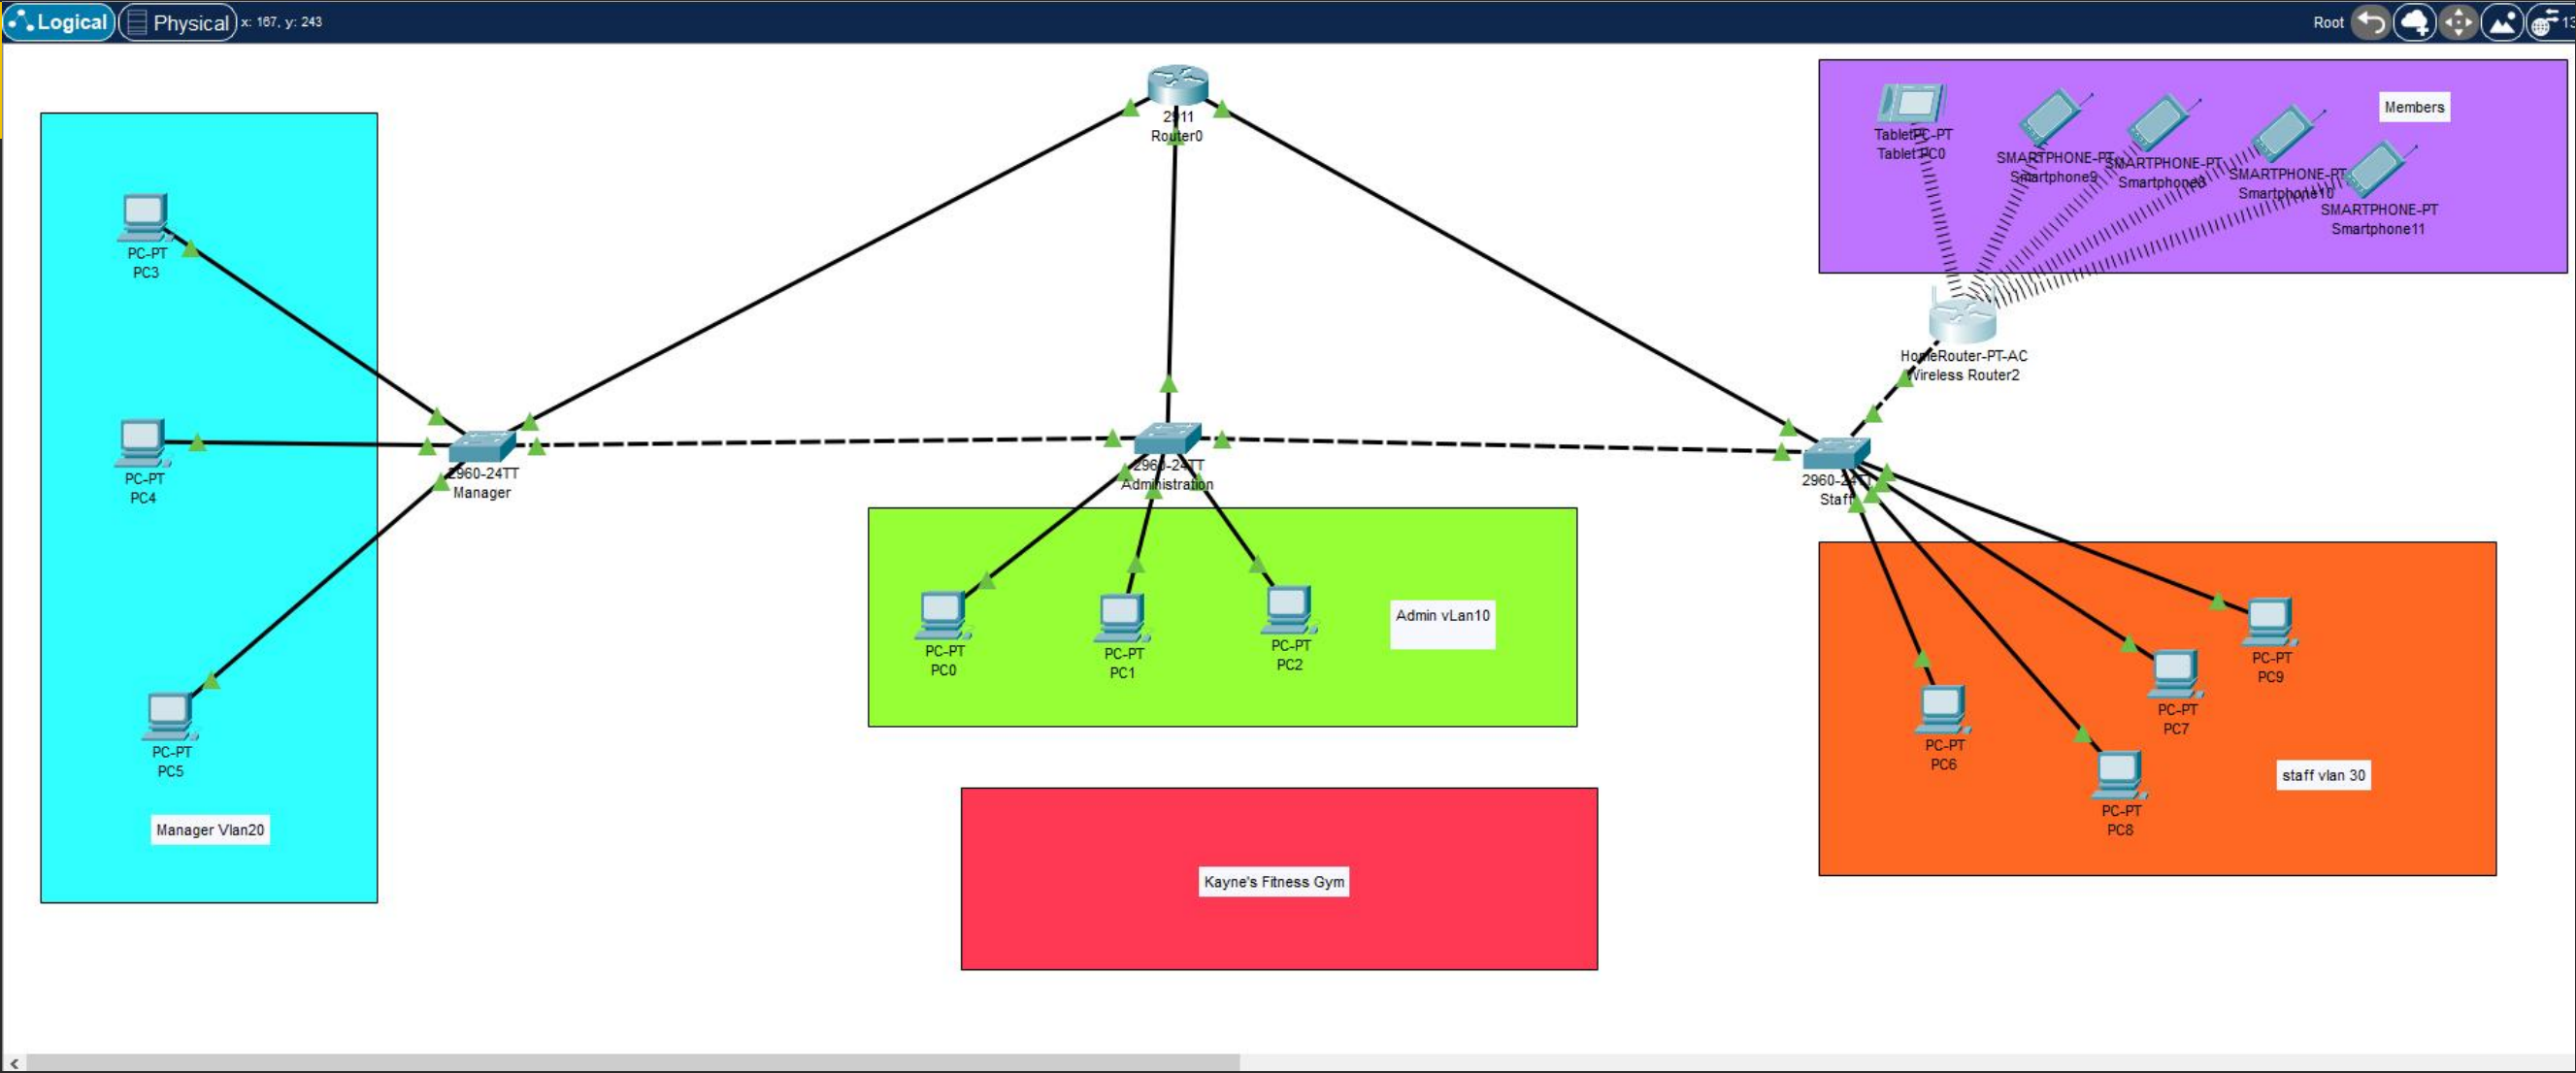 Logical
Physical
x: 167, y: 243
Root
2911
Router0
Members
TabletPC-PT
Tablet PC0
SMARTPHONE-PT
Smartphone9
SMARTPHONE-PT
SMARTPHONE-PT
Smartphone10
SMARTPHONE-PT
Smartphone11
PC-PT
PC3
HomeRouter-PT-AC
Wireless Router2
PC-PT
PC4
2960-24TT
Manager
2960-24TT
Administration
2960-24TT
Staff
Admin vLan10
PC-PT
PC0
PC-PT
PC1
PC-PT
PC2
PC-PT
PC9
PC-PT
PC7
PC-PT
PC6
PC-PT
PC8
staff vlan 30
PC-PT
PC5
Manager Vlan20
Kayne's Fitness Gym